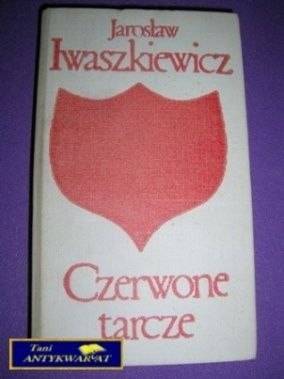 Jarosław
Iwaszkiewicz
Czerwone
tarcze
Tani
ANTYKWARIAT